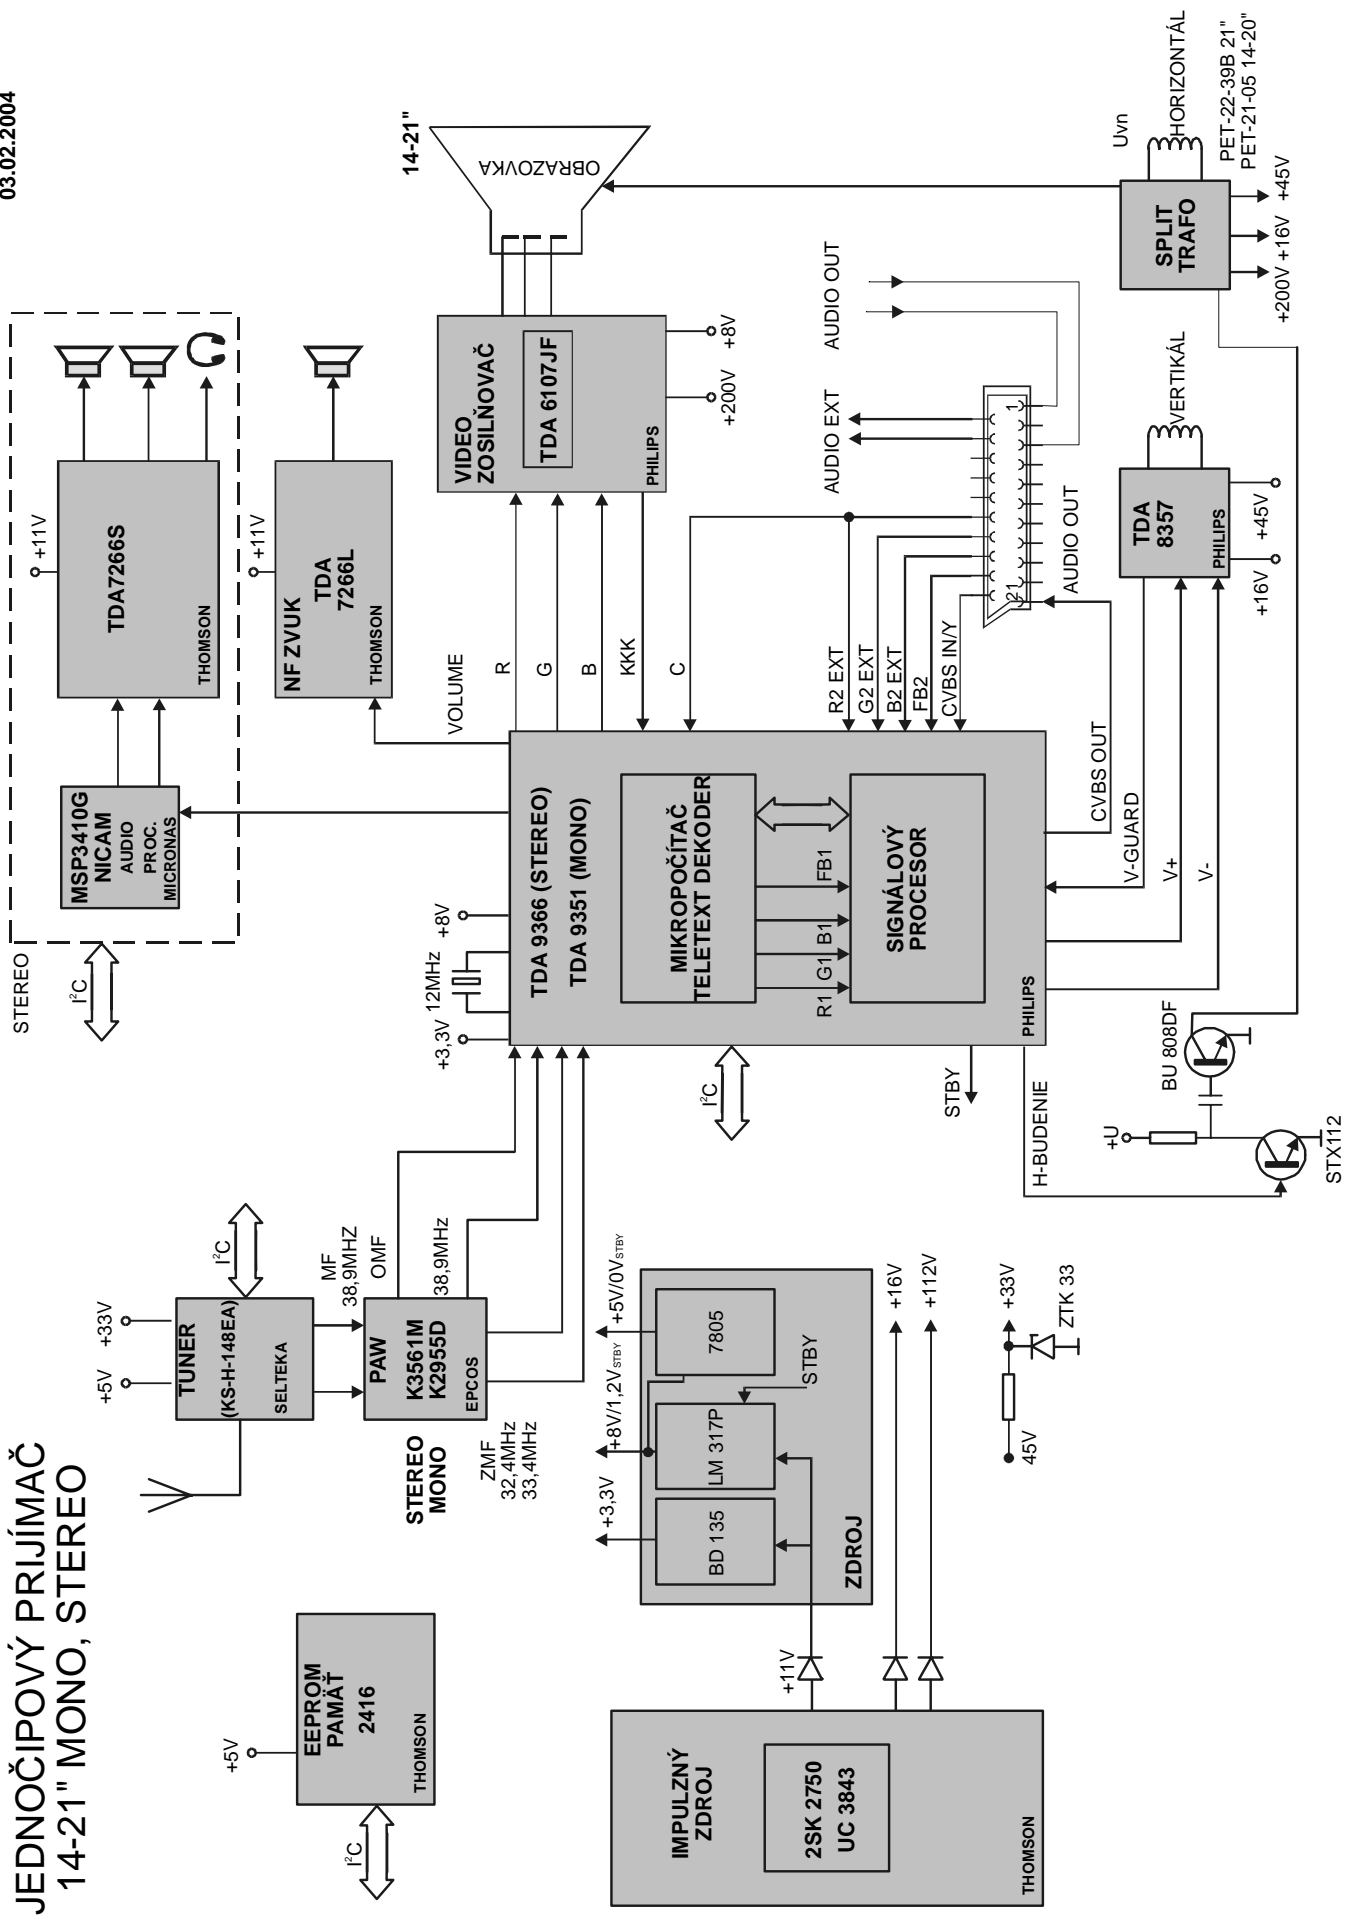 JEDNOČIPOVÝ PRIJÍMAČ
14-21" MONO, STEREO
03.02.2004
+5V
EEPROM
PAMÄŤ
2416
THOMSON
I²C
+5V
+33V
TUNER
(KS-H-148EA)
SELTEKA
I²C
MF
38,9MHZ
PAW
K3561M
K2955D
EPCOS
STEREO
MONO
OMF
38,9MHz
ZMF
32,4MHz
33,4MHz
STEREO
I²C
MSP3410G
NICAM
AUDIO
PROC.
MICRONAS
TDA7266S
THOMSON
+11V
NF ZVUK
TDA
7266L
THOMSON
+11V
VOLUME
+3,3V
12MHz
+8V
TDA 9366 (STEREO)
TDA 9351 (MONO)
MIKROPOČÍTAČ
TELETEXT DEKODER
R1
G1
B1
FB1
SIGNÁLOVÝ
PROCESOR
PHILIPS
I²C
STBY
H-BUDENIE
R
G
B
KKK
C
R2 EXT
G2 EXT
B2 EXT
FB2
CVBS IN/Y
VIDEO
ZOSILŇOVAČ
TDA 6107JF
PHILIPS
+200V
+8V
14-21"
OBRAZOVKA
AUDIO EXT
AUDIO OUT
1
21
AUDIO OUT
CVBS OUT
V-GUARD
V+
V-
TDA
8357
PHILIPS
+16V
+45V
VERTIKÁL
SPLIT
TRAFO
Uvn
HORIZONTÁL
PET-22-39B 21"
PET-21-05 14-20"
+200V
+16V
+45V
BU 808DF
+U
STX112
IMPULZNÝ
ZDROJ
2SK 2750
UC 3843
THOMSON
+11V
+16V
+112V
ZDROJ
BD 135
LM 317P
7805
STBY
+3,3V
+8V/1,2V STBY
+5V/0V STBY
45V
+33V
ZTK 33